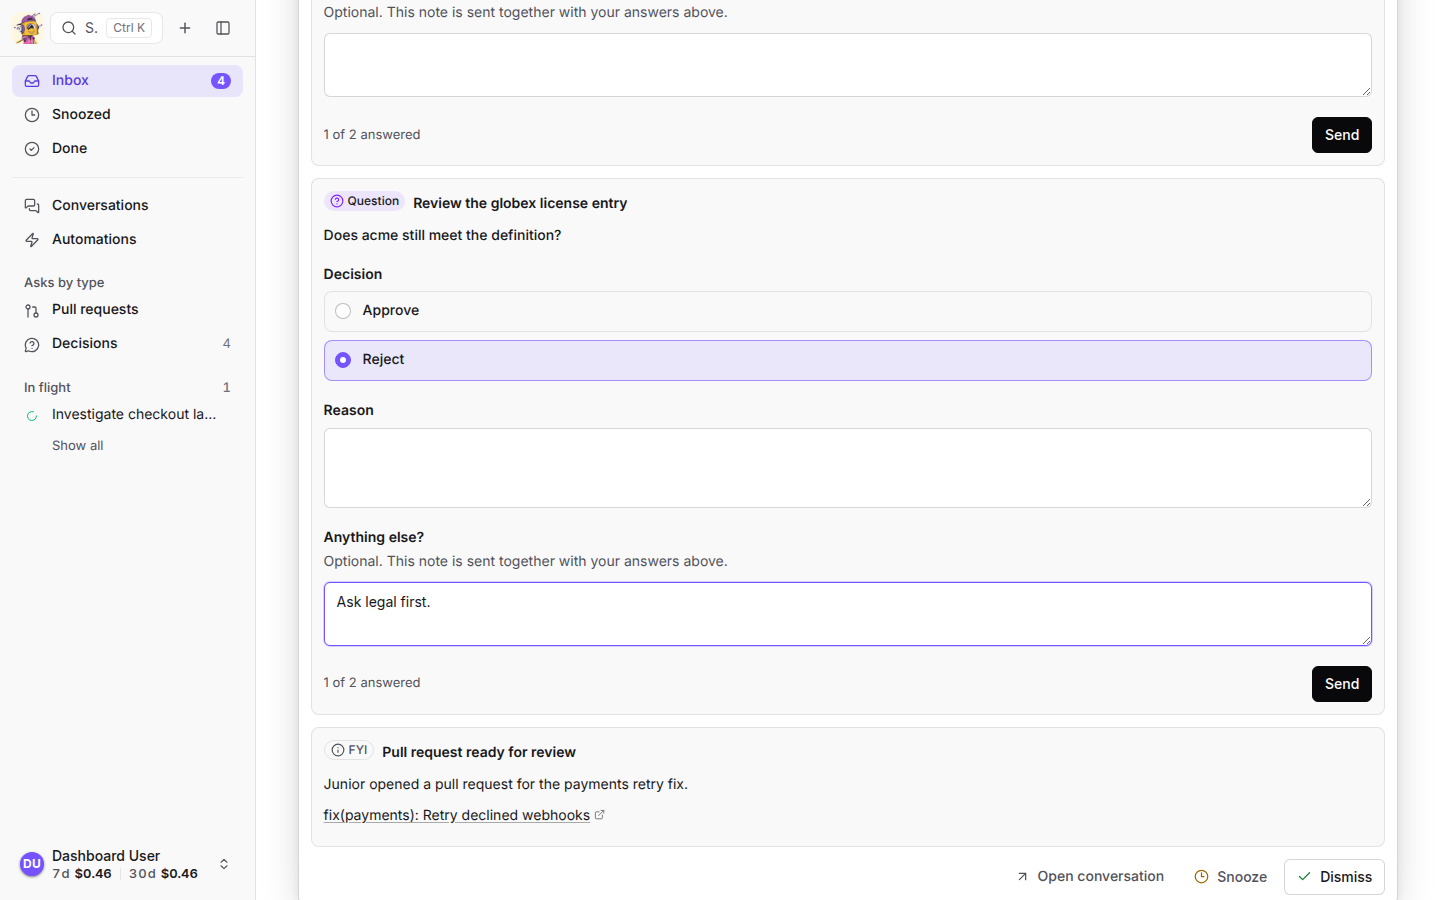 S.
Ctrl K
Inbox
4
Snoozed
Done
Conversations
Automations
Asks by type
Pull requests
Decisions
4
In flight
1
Investigate checkout la...
Show all
DU
Dashboard User
7d $0.46 | 30d $0.46
Optional. This note is sent together with your answers above.
1 of 2 answered
Send
Question
Review the globex license entry
Does acme still meet the definition?
Decision
Approve
Reject
Reason
Anything else?
Optional. This note is sent together with your answers above.
Ask legal first.
1 of 2 answered
Send
FYI
Pull request ready for review
Junior opened a pull request for the payments retry fix.
fix(payments): Retry declined webhooks
Open conversation
Snooze
Dismiss